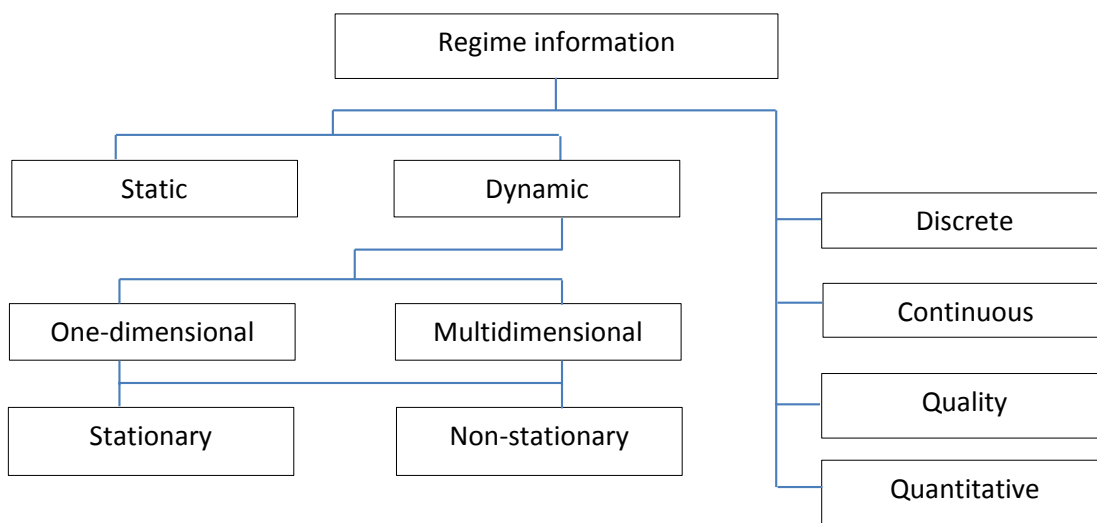 Regime information
Static
Dynamic
Discrete
Continuous
One-dimensional
Multidimensional
Quality
Stationary
Non-stationary
Quantitative